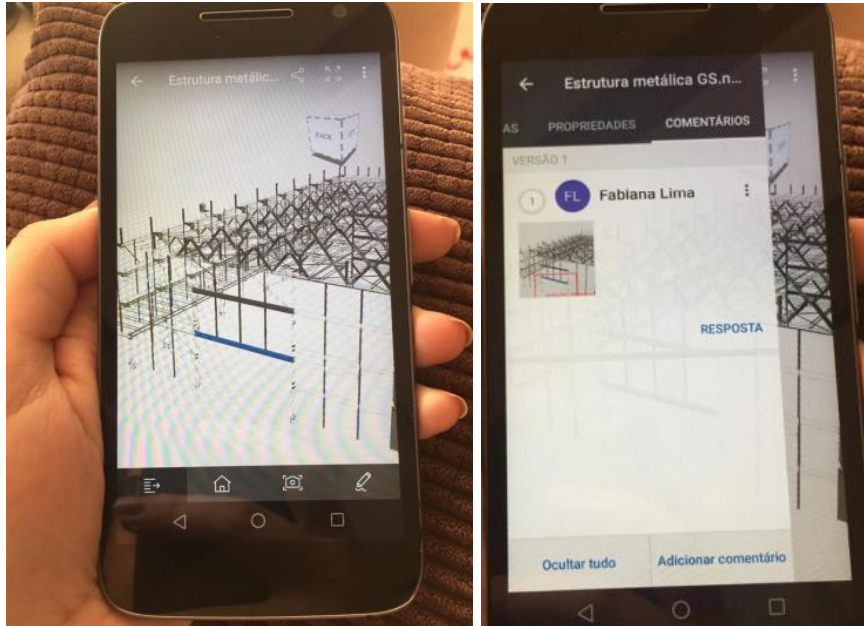 Estrutura metálic...
BACK
Estrutura metálica GS.n...
AS PROPRIEDADES COMENTÁRIOS
VERSÃO 1
1 FL Fabiana Lima
RESPOSTA
Ocultar tudo Adicionar comentário